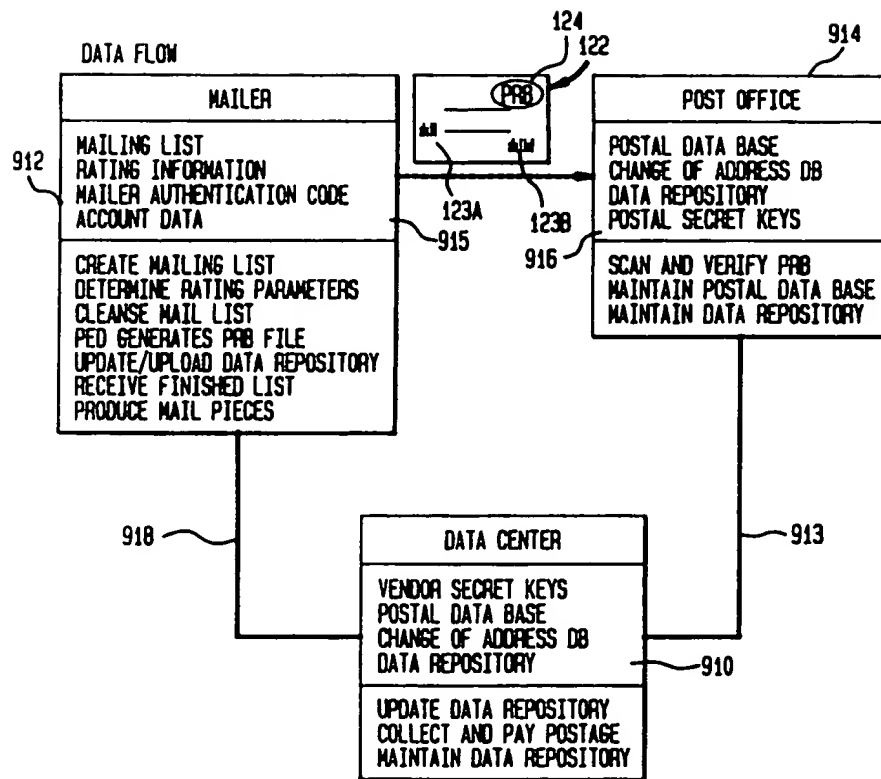 DATA FLOW
124
122
914
MAILER
PRB
POST OFFICE
912
MAILING LIST
RATING INFORMATION
MAILER AUTHENTICATION CODE
ACCOUNT DATA
123A
123B
915
POSTAL DATA BASE
CHANGE OF ADDRESS DB
DATA REPOSITORY
POSTAL SECRET KEYS
916
CREATE MAILING LIST
DETERMINE RATING PARAMETERS
CLEANSE MAIL LIST
PED GENERATES PRB FILE
UPDATE/UPLOAD DATA REPOSITORY
RECEIVE FINISHED LIST
PRODUCE MAIL PIECES
SCAN AND VERIFY PRB
MAINTAIN POSTAL DATA BASE
MAINTAIN DATA REPOSITORY
918
913
DATA CENTER
VENDOR SECRET KEYS
POSTAL DATA BASE
CHANGE OF ADDRESS DB
DATA REPOSITORY
910
UPDATE DATA REPOSITORY
COLLECT AND PAY POSTAGE
MAINTAIN DATA REPOSITORY